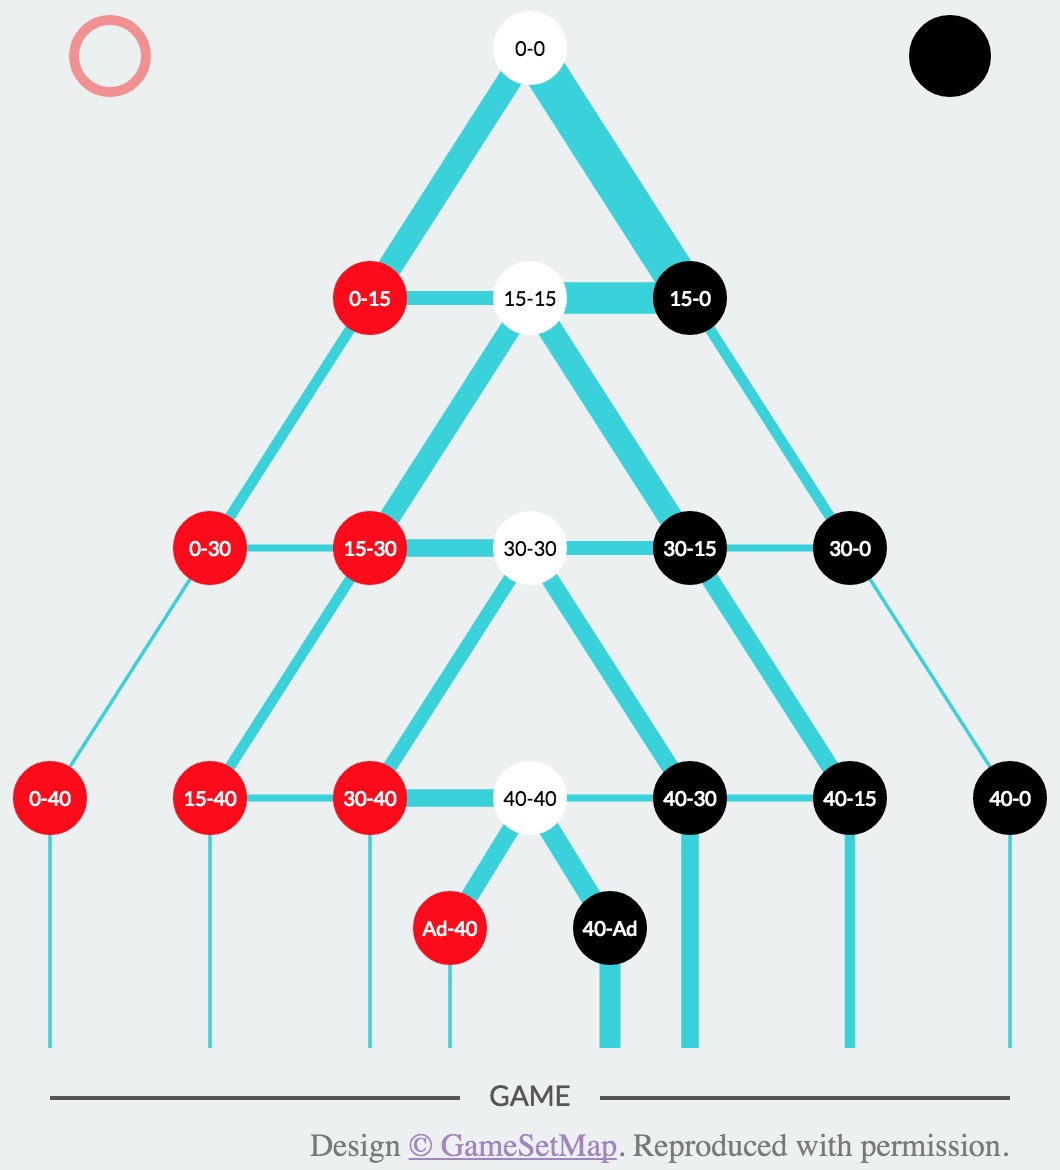 0-0
0-15 15-15 15-0
0-30 15-30 30-30 30-15 30-0
0-40 15-40 30-40 40-40 40-30 40-15 40-0
Ad-40 40-Ad
GAME
Design © GameSetMap. Reproduced with permission.